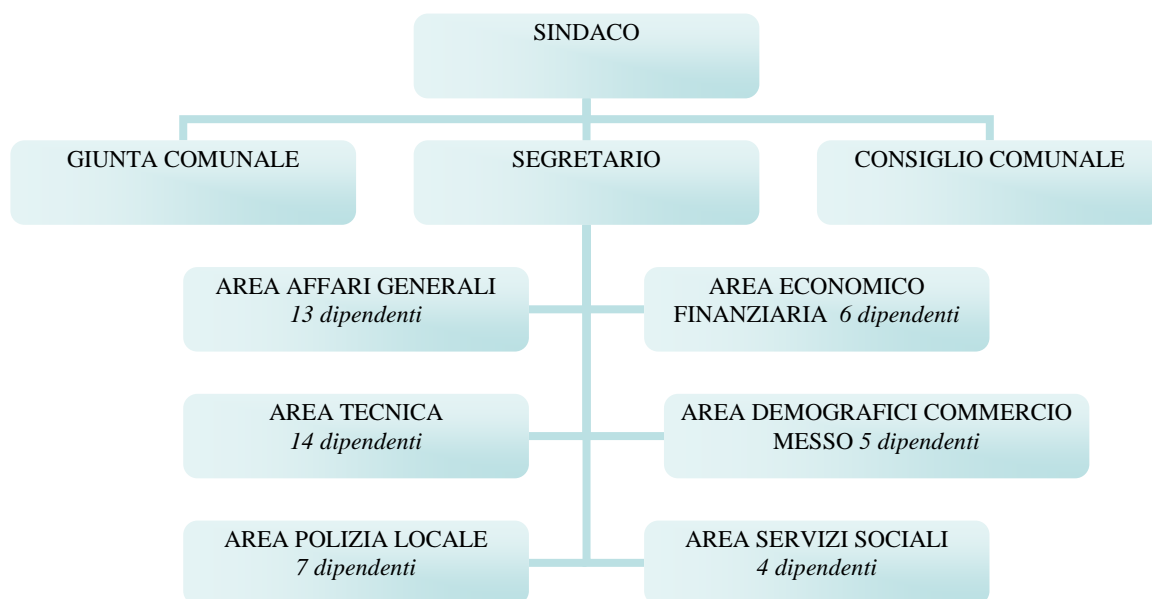 SINDACO
GIUNTA COMUNALE
SEGRETARIO
CONSIGLIO COMUNALE
AREA AFFARI GENERALI
13 dipendenti
AREA ECONOMICO
FINANZIARIA 6 dipendenti
AREA TECNICA
14 dipendenti
AREA DEMOGRAFICI COMMERCIO
MESSO 5 dipendenti
AREA POLIZIA LOCALE
7 dipendenti
AREA SERVIZI SOCIALI
4 dipendenti